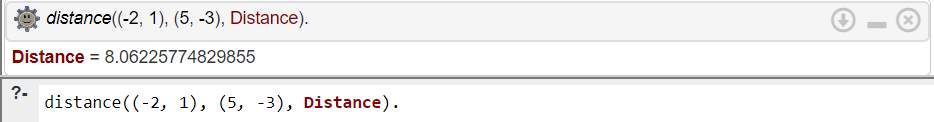 distance((-2, 1), (5, -3), Distance).
Distance = 8.06225774829855
?- distance((-2, 1), (5, -3), Distance).